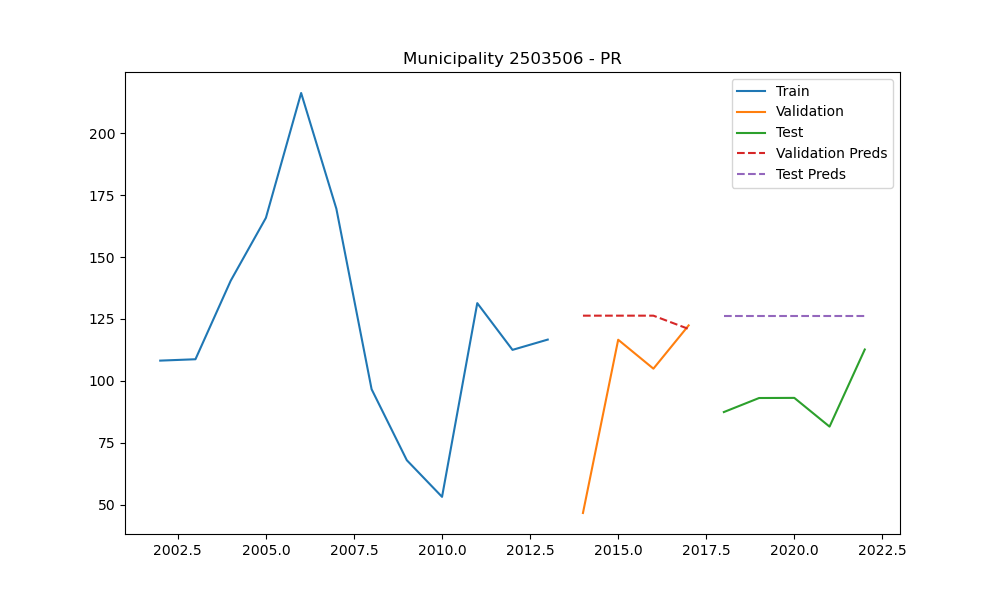 Municipality 2503506 - PR
Train
Validation
Test
Validation Preds
Test Preds
200
175
150
125
100
75
50
2002.5 2005.0 2007.5 2010.0 2012.5 2015.0 2017.5 2020.0 2022.5